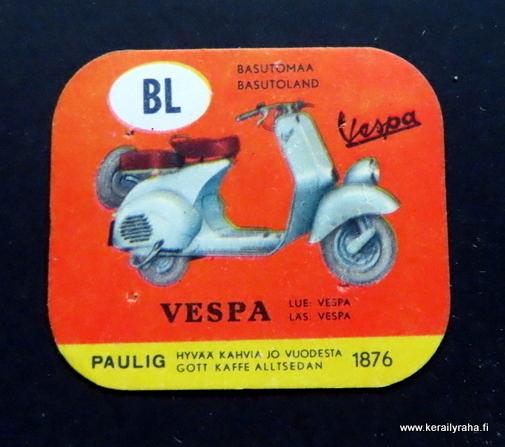 BL
BASUTOMAA
BASUTOLAND
Vespa
VESPA
LUE: VESPA
LÄS: VESPA
PAULIG
HYVÄÄ KAHVIA JO VUODESTA
GOTT KAFFE ALLTSEDAN
1876
www.kerailyraha.fi